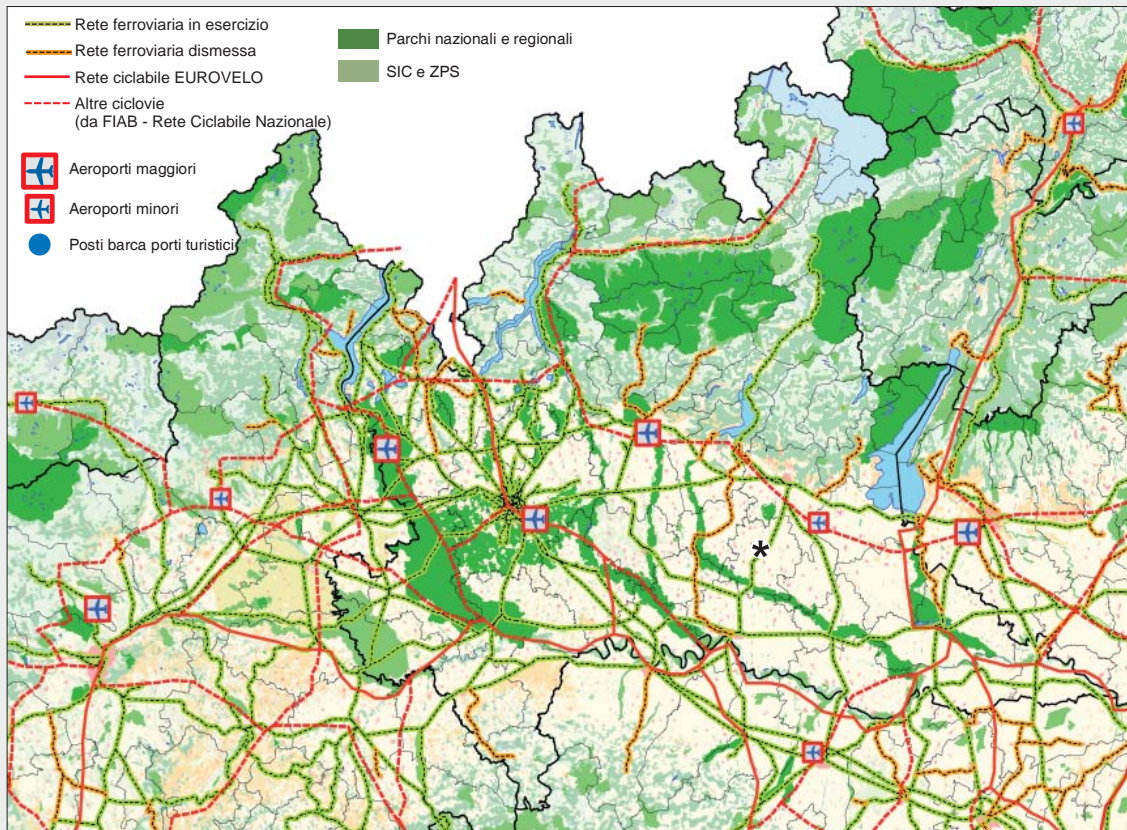 Rete ferroviaria in esercizio
Rete ferroviaria dismessa
Rete ciclabile EUROVELO
Altre ciclovie
(da FIAB - Rete Ciclabile Nazionale)
Aeroporti maggiori
Aeroporti minori
Posti barca porti turistici
Parchi nazionali e regionali
SIC e ZPS
*